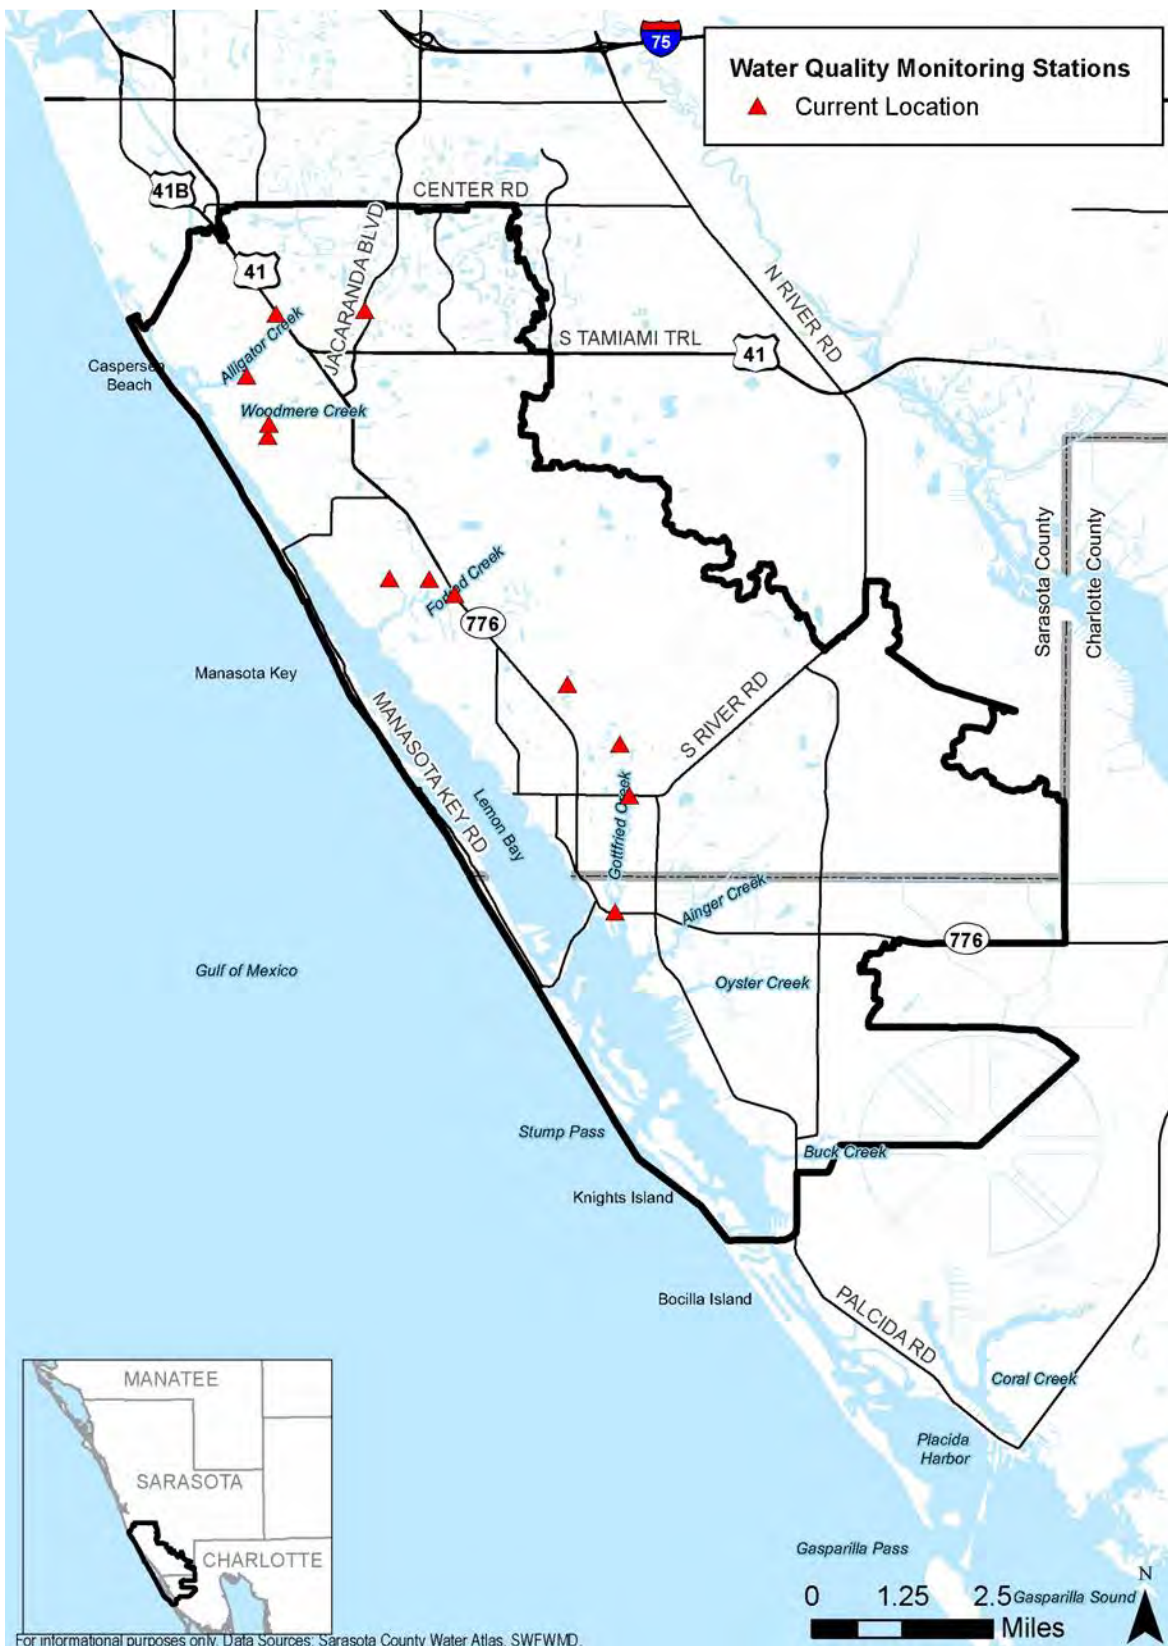 75
Water Quality Monitoring Stations
Current Location
41B
CENTER RD
JACARANDA BLVD
41
N RIVER RD
Alligator Creek
S TAMIAMI TRL
41
Caspersen
Beach
Woodmere Creek
Sarasota County
Charlotte County
Forked Creek
776
Manasota Key
MANASOTA KEY RD
S RIVER RD
Lemon Bay
Gottfried Creek
Ainger Creek
776
Gulf of Mexico
Oyster Creek
Stump Pass
Buck Creek
Knights Island
Bocilla Island
PALCIDA RD
Coral Creek
Placida
Harbor
MANATEE
SARASOTA
CHARLOTTE
Gasparilla Pass
N
0 1.25 2.5
Gasparilla Sound
Miles
For informational purposes only. Data Sources: Sarasota County Water Atlas, SWFWMD.